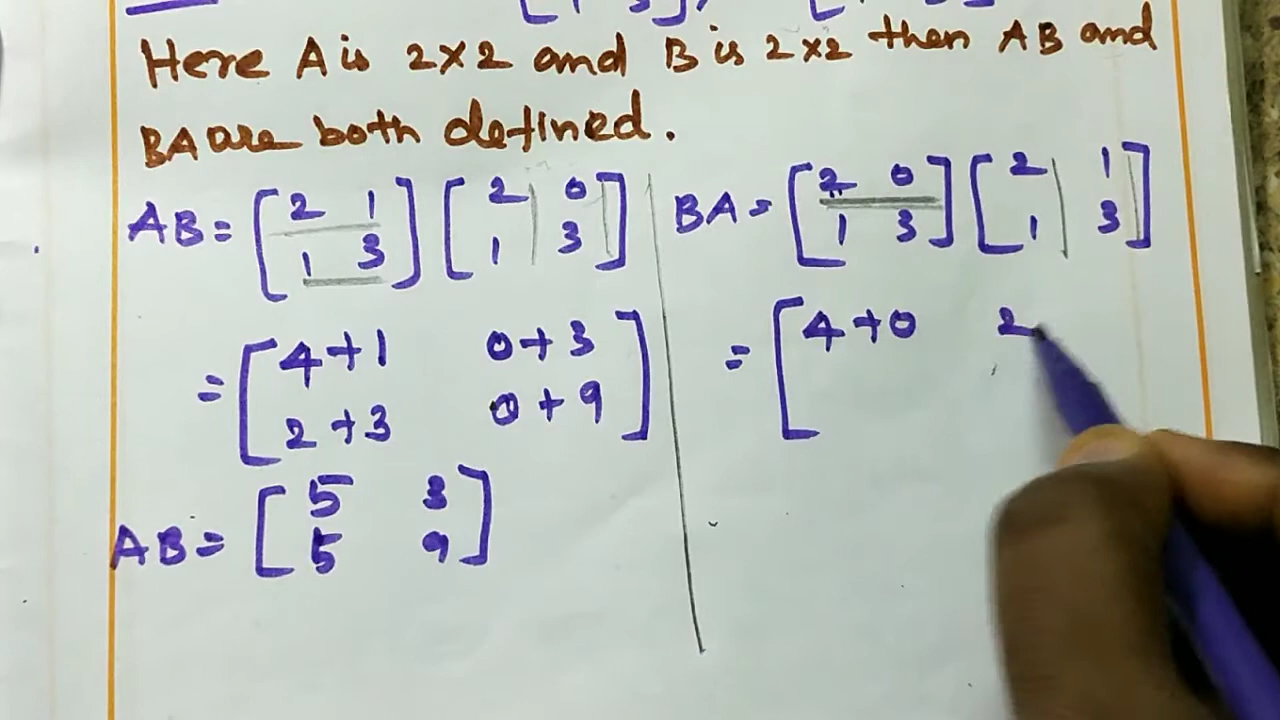 Here A is 2×2 and B is 2×2 then AB and
BA are both defined.
AB = [2 1
1 3] [2 0
1 3]
= [4+1 0+3
2+3 0+9]
AB = [5 3
5 9]
BA = [2 0
1 3] [2 1
1 3]
= [4+0 2